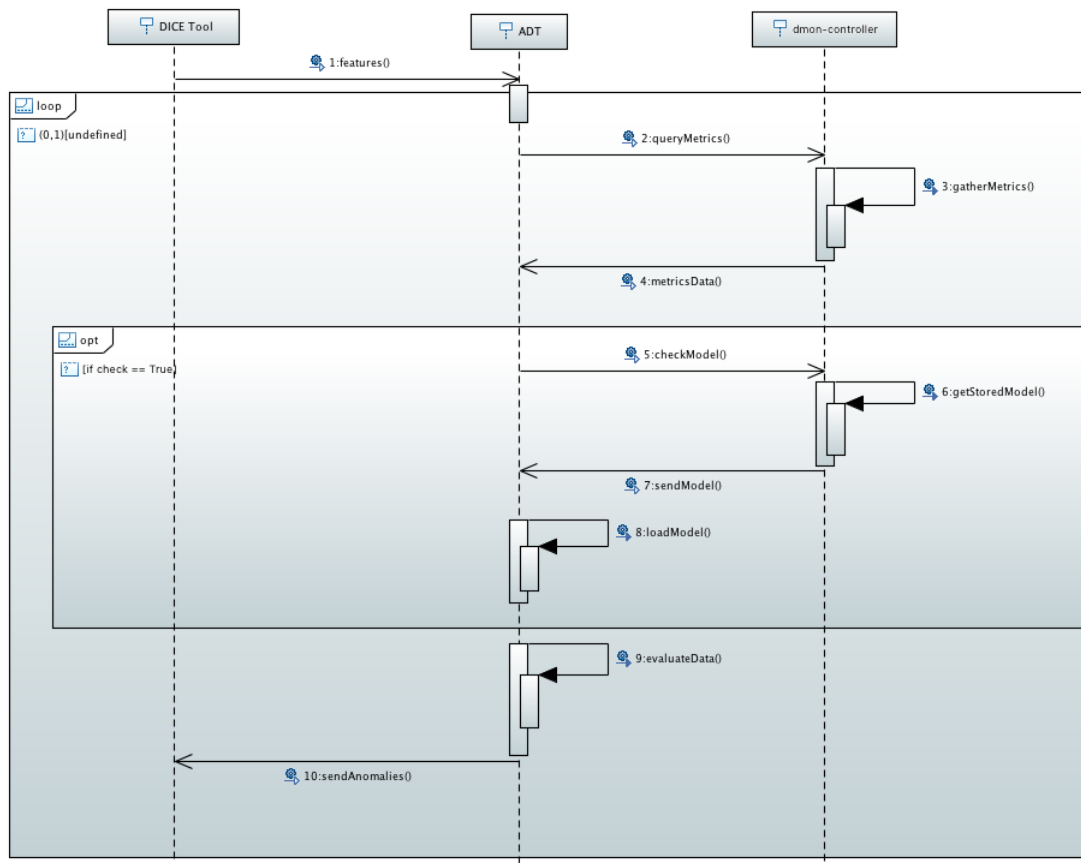 DICE Tool
ADT
dmon-controller
1:features()
loop
(0,1)[undefined]
2:queryMetrics()
3:gatherMetrics()
4:metricsData()
opt
[if check == True]
5:checkModel()
6:getStoredModel()
7:sendModel()
8:loadModel()
9:evaluateData()
10:sendAnomalies()